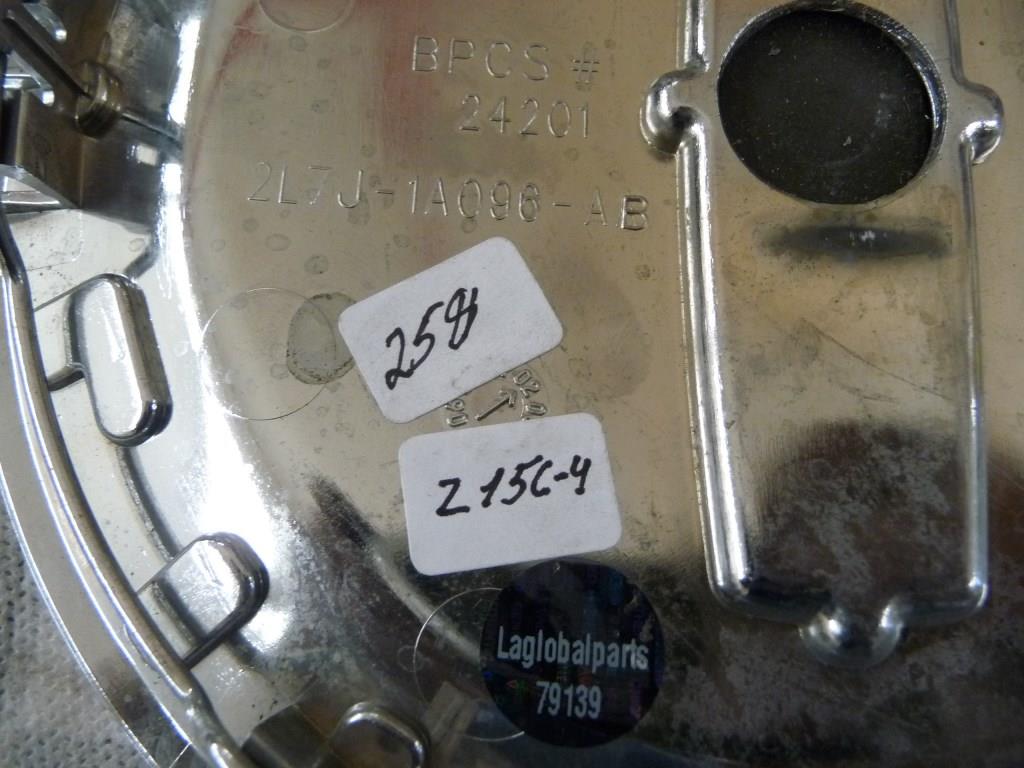 BPCS #
24201
2L7J-1A096-AB
258
Z15C-4
Laglobalparts
79139